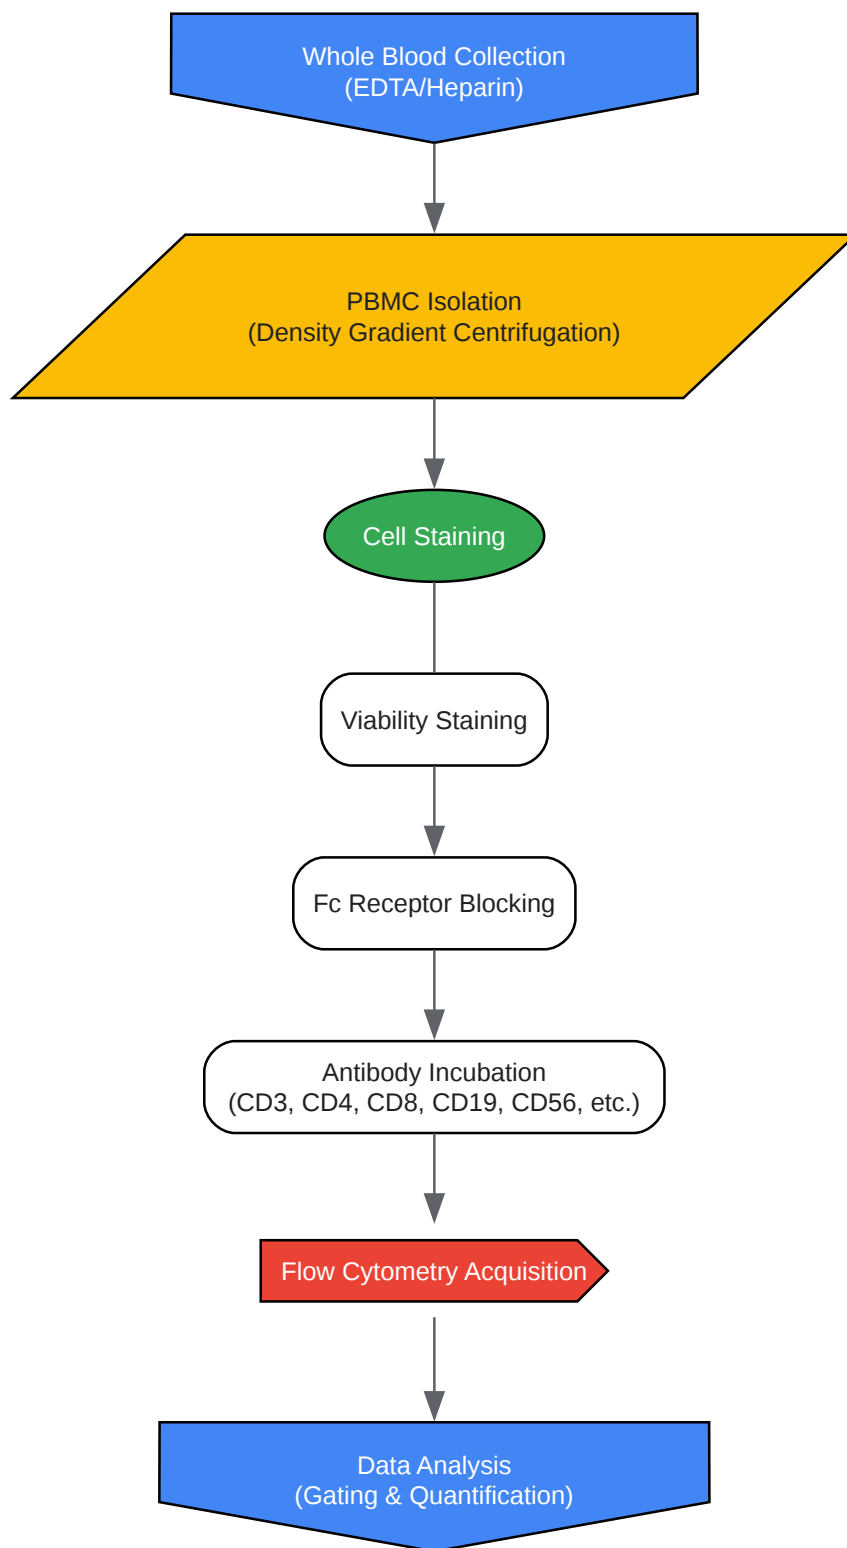 Whole Blood Collection
(EDTA/Heparin)
PBMC Isolation
(Density Gradient Centrifugation)
Cell Staining
Viability Staining
Fc Receptor Blocking
Antibody Incubation
(CD3, CD4, CD8, CD19, CD56, etc.)
Flow Cytometry Acquisition
Data Analysis
(Gating & Quantification)